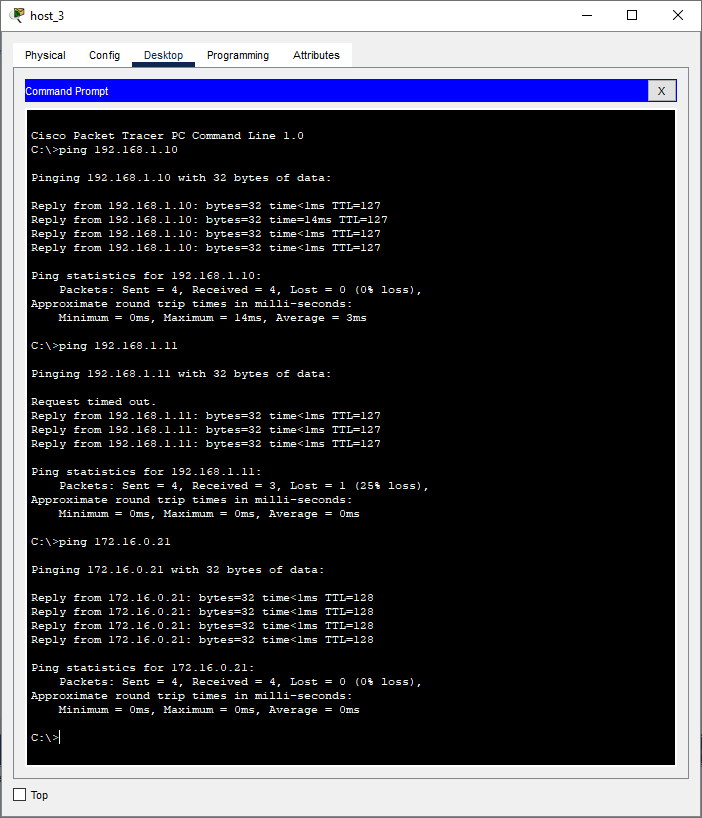 host_3
Physical Config Desktop Programming Attributes
Command Prompt X
Cisco Packet Tracer PC Command Line 1.0
C:\>ping 192.168.1.10
Pinging 192.168.1.10 with 32 bytes of data:
Reply from 192.168.1.10: bytes=32 time<1ms TTL=127
Reply from 192.168.1.10: bytes=32 time=14ms TTL=127
Reply from 192.168.1.10: bytes=32 time<1ms TTL=127
Reply from 192.168.1.10: bytes=32 time<1ms TTL=127
Ping statistics for 192.168.1.10:
Packets: Sent = 4, Received = 4, Lost = 0 (0% loss),
Approximate round trip times in milli-seconds:
Minimum = 0ms, Maximum = 14ms, Average = 3ms
C:\>ping 192.168.1.11
Pinging 192.168.1.11 with 32 bytes of data:
Request timed out.
Reply from 192.168.1.11: bytes=32 time<1ms TTL=127
Reply from 192.168.1.11: bytes=32 time<1ms TTL=127
Reply from 192.168.1.11: bytes=32 time<1ms TTL=127
Ping statistics for 192.168.1.11:
Packets: Sent = 4, Received = 3, Lost = 1 (25% loss),
Approximate round trip times in milli-seconds:
Minimum = 0ms, Maximum = 0ms, Average = 0ms
C:\>ping 172.16.0.21
Pinging 172.16.0.21 with 32 bytes of data:
Reply from 172.16.0.21: bytes=32 time<1ms TTL=128
Reply from 172.16.0.21: bytes=32 time<1ms TTL=128
Reply from 172.16.0.21: bytes=32 time<1ms TTL=128
Reply from 172.16.0.21: bytes=32 time<1ms TTL=128
Ping statistics for 172.16.0.21:
Packets: Sent = 4, Received = 4, Lost = 0 (0% loss),
Approximate round trip times in milli-seconds:
Minimum = 0ms, Maximum = 0ms, Average = 0ms
C:\>
Top